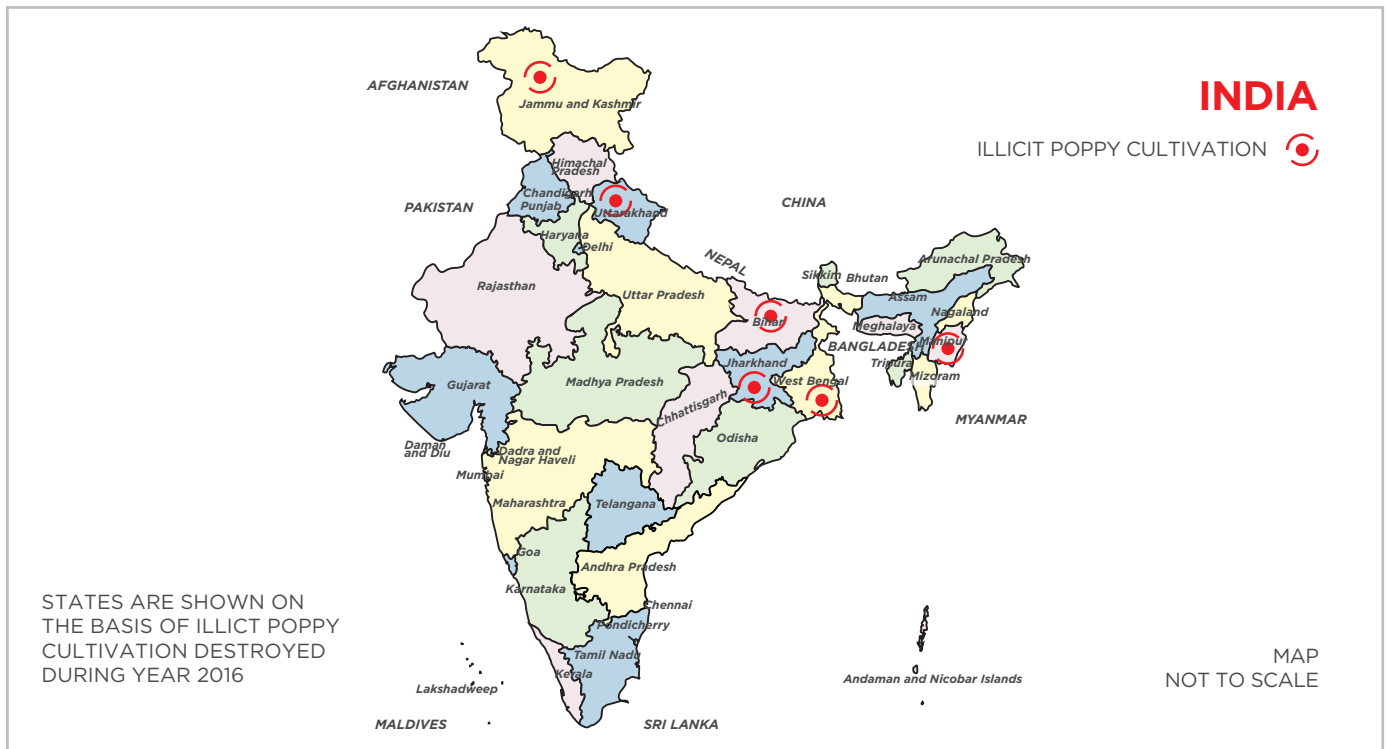 INDIA
ILLICIT POPPY CULTIVATION
AFGHANISTAN
Jammu and Kashmir
Himachal
Pradesh
Chandigarh
Punjab
PAKISTAN
Uttarakhand
CHINA
Haryana
Delhi
NEPAL
Rajasthan
Uttar Pradesh
Sikkim
Bhutan
Arunachal Pradesh
Assam
Nagaland
Bihar
Meghalaya
Manipur
BANGLADESH
Jharkhand
Tripura
Mizoram
Gujarat
Madhya Pradesh
West Bengal
Chhattisgarh
MYANMAR
Odisha
Daman
and Diu
Dadra and
Nagar Haveli
Mumbai
Maharashtra
Telangana
Goa
Andhra Pradesh
Karnataka
Chennai
Pondicherry
Tamil Nadu
Kerala
Lakshadweep
Andaman and Nicobar Islands
MALDIVES
SRI LANKA
STATES ARE SHOWN ON
THE BASIS OF ILLICT POPPY
CULTIVATION DESTROYED
DURING YEAR 2016
MAP
NOT TO SCALE